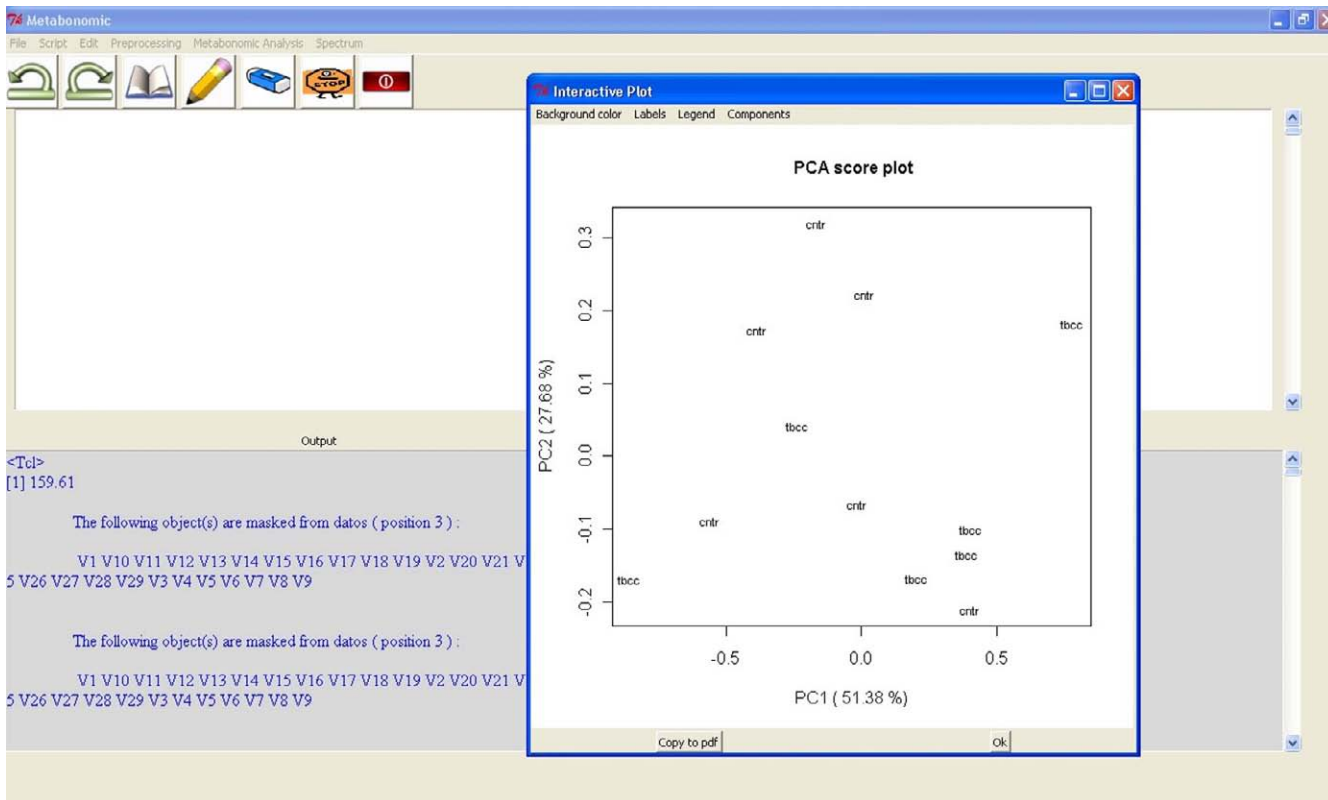 Metabonomic
File Script Edit Preprocessing Metabonomic Analysis Spectrum
STOP
Output
<Tcl>
[1] 159.61
The following object(s) are masked from datos ( position 3 ) :
V1 V10 V11 V12 V13 V14 V15 V16 V17 V18 V19 V2 V20 V21 V
5 V26 V27 V28 V29 V3 V4 V5 V6 V7 V8 V9
The following object(s) are masked from datos ( position 3 ) :
V1 V10 V11 V12 V13 V14 V15 V16 V17 V18 V19 V2 V20 V21 V
5 V26 V27 V28 V29 V3 V4 V5 V6 V7 V8 V9
Interactive Plot
Background color Labels Legend Components
PCA score plot
PC2 ( 27.68 %)
0.3
0.2
0.1
0.0
-0.1
-0.2
cntr
cntr
tbcc
cntr
tbcc
cntr
cntr
tbcc
tbcc
tbcc
tbcc
cntr
-0.5 0.0 0.5
PC1 ( 51.38 %)
Copy to pdf Ok